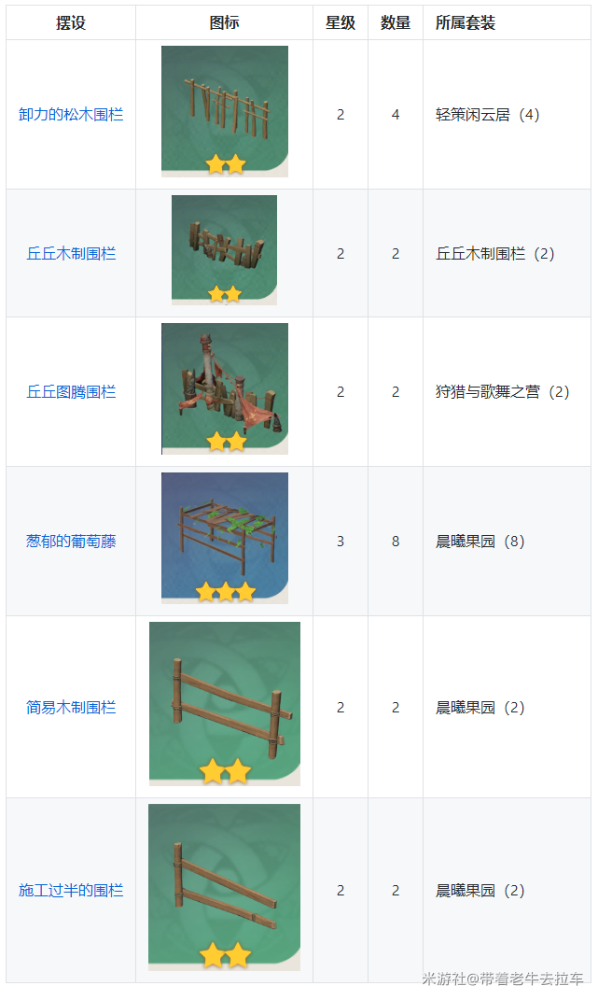 摆设 图标 星级 数量 所属套装
卸力的松木围栏 2 4 轻策闲云居（4）
丘丘木制围栏 2 2 丘丘木制围栏（2）
丘丘图腾围栏 2 2 狩猎与歌舞之营（2）
葱郁的葡萄藤 3 8 晨曦果园（8）
简易木制围栏 2 2 晨曦果园（2）
施工过半的围栏 2 2 晨曦果园（2）
米游社@带着老牛去拉车